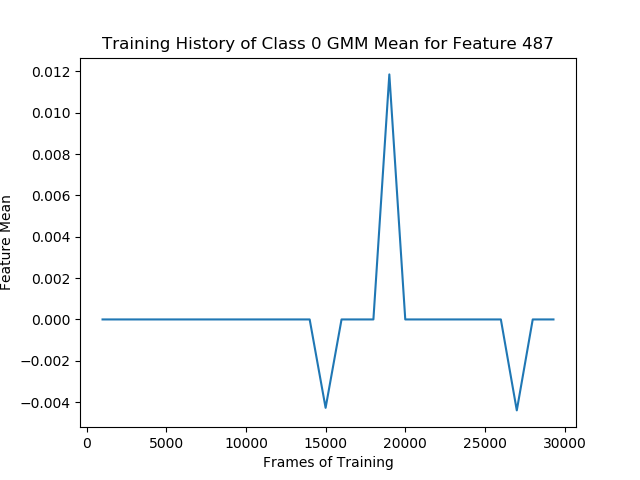 Training History of Class 0 GMM Mean for Feature 487
0.012
0.010
0.008
0.006
0.004
0.002
0.000
−0.002
−0.004
Feature Mean
0 5000 10000 15000 20000 25000 30000
Frames of Training